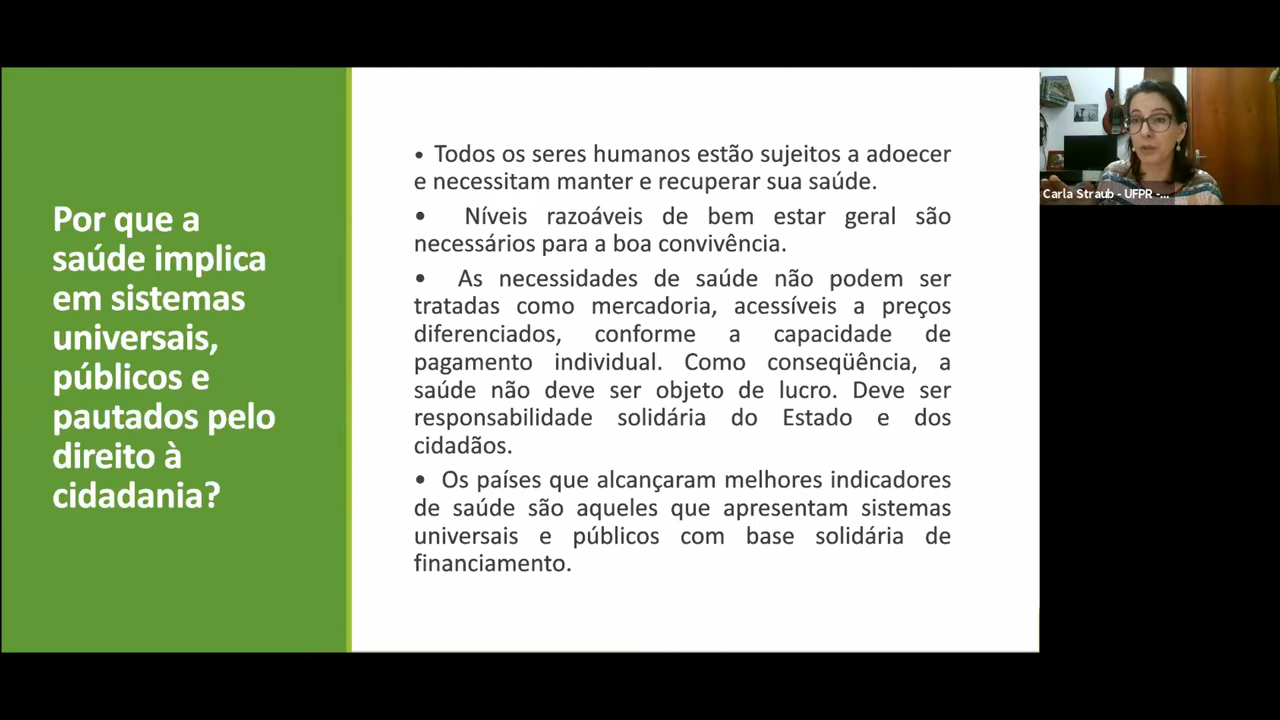 Por que a
saúde implica
em sistemas
universais,
públicos e
pautados pelo
direito à
cidadania?
• Todos os seres humanos estão sujeitos a adoecer
e necessitam manter e recuperar sua saúde.
• Níveis razoáveis de bem estar geral são
necessários para a boa convivência.
• As necessidades de saúde não podem ser
tratadas como mercadoria, acessíveis a preços
diferenciados, conforme a capacidade de
pagamento individual. Como conseqüência, a
saúde não deve ser objeto de lucro. Deve ser
responsabilidade solidária do Estado e dos
cidadãos.
• Os países que alcançaram melhores indicadores
de saúde são aqueles que apresentam sistemas
universais e públicos com base solidária de
financiamento.
Carla Straub - UFPR -...